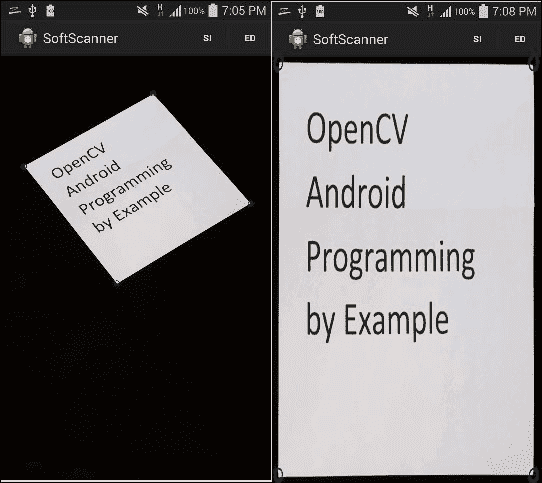 100% 7:05 PM
SoftScanner SI ED
OpenCV
Android
Programming
by Example
H 100% 7:08 PM
SoftScanner SI ED
OpenCV
Android
Programming
by Example